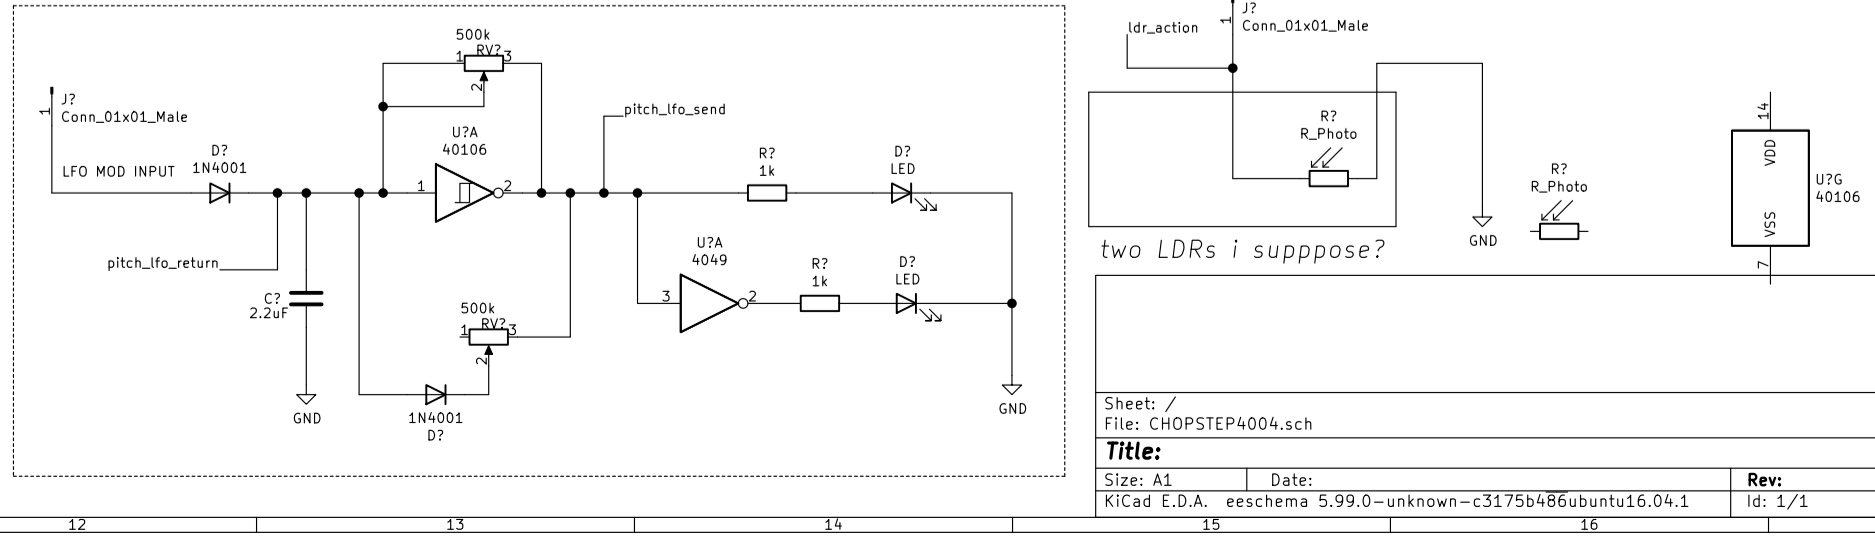 500k
RV?
1
3
2
J?
Conn_01x01_Male
1
LFO MOD INPUT
D?
1N4001
U?A
40106
1
2
pitch_lfo_send
R?
1k
D?
LED
pitch_lfo_return
C?
2.2uF
GND
500k
RV?
1
3
2
1N4001
D?
U?A
4049
3
2
R?
1k
D?
LED
GND
ldr_action
J?
Conn_01x01_Male
1
R?
R_Photo
GND
two LDRs i supppose?
R?
R_Photo
14
VDD
VSS
7
U?G
40106
Sheet: /
File: CHOPSTEP4004.sch
Title:
Size: A1
Date:
Rev:
KiCad E.D.A. eeschema 5.99.0-unknown-c3175b486ubuntu16.04.1
Id: 1/1
12
13
14
15
16